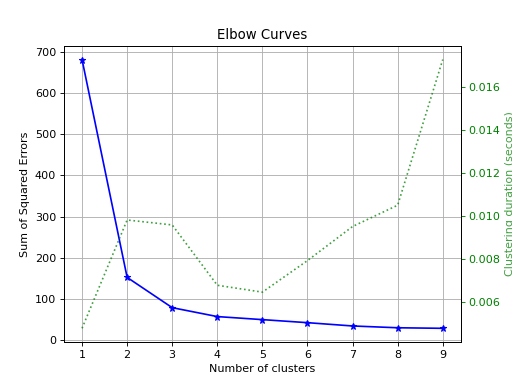 Elbow Curves
Sum of Squared Errors
700
600
500
400
300
200
100
0
0.016
0.014
0.012
0.010
0.008
0.006
Clustering duration (seconds)
1 2 3 4 5 6 7 8 9
Number of clusters